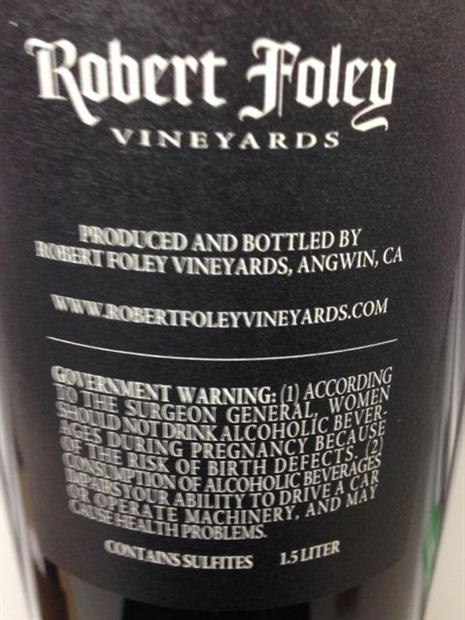 Robert Foley
VINEYARDS
PRODUCED AND BOTTLED BY
ROBERT FOLEY VINEYARDS, ANGWIN, CA
WWW.ROBERTFOLEYVINEYARDS.COM
GOVERNMENT WARNING: (1) ACCORDING
TO THE SURGEON GENERAL, WOMEN
SHOULD NOT DRINK ALCOHOLIC BEVER-
AGES DURING PREGNANCY BECAUSE
OF THE RISK OF BIRTH DEFECTS. (2)
CONSUMPTION OF ALCOHOLIC BEVERAGES
IMPAIRS YOUR ABILITY TO DRIVE A CAR
OR OPERATE MACHINERY, AND MAY
CAUSE HEALTH PROBLEMS.
CONTAINS SULFITES 1.5 LITER